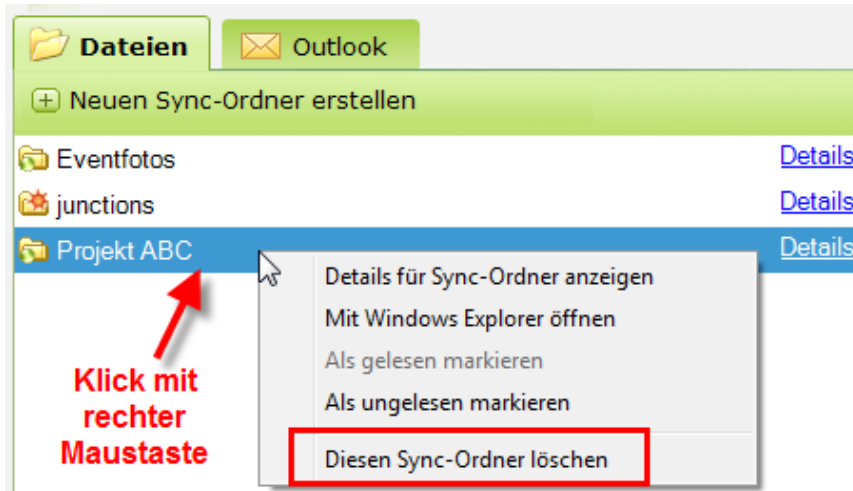 Dateien
Outlook
Neuen Sync-Ordner erstellen
Eventfotos
Details
junctions
Details
Projekt ABC
Details
Details für Sync-Ordner anzeigen
Mit Windows Explorer öffnen
Als gelesen markieren
Als ungelesen markieren
Diesen Sync-Ordner löschen
Klick mit
rechter
Maustaste